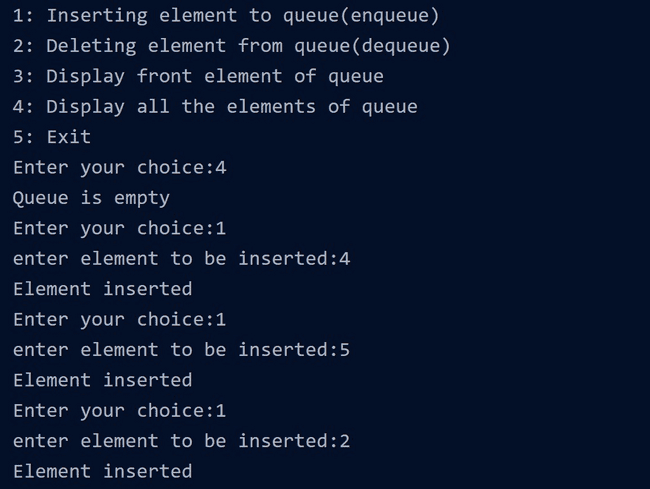 1: Inserting element to queue(enqueue)
2: Deleting element from queue(dequeue)
3: Display front element of queue
4: Display all the elements of queue
5: Exit
Enter your choice:4
Queue is empty
Enter your choice:1
enter element to be inserted:4
Element inserted
Enter your choice:1
enter element to be inserted:5
Element inserted
Enter your choice:1
enter element to be inserted:2
Element inserted